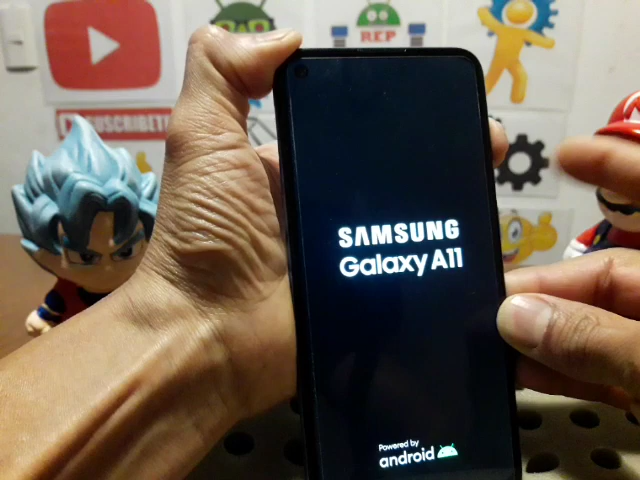 REP
SUSCRIBETE
SAMSUNG
Galaxy A11
Powered by
android